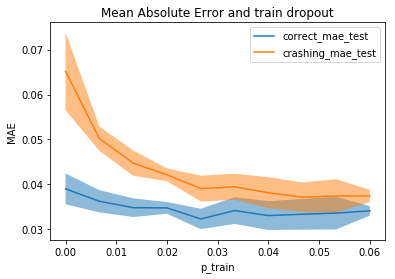 Mean Absolute Error and train dropout
correct_mae_test
crashing_mae_test
MAE
0.07
0.06
0.05
0.04
0.03
0.00
0.01
0.02
0.03
0.04
0.05
0.06
p_train